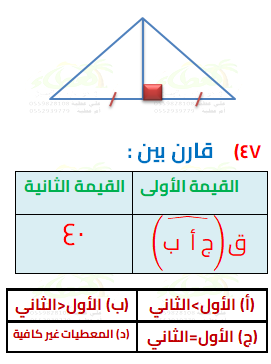 ٤٧) قارن بين :
القيمة الأولى القيمة الثانية
ق(ج أ ب) ٤٠
(أ) الأول>الثاني (ب) الأول<الثاني
(ج) الأول=الثاني (د) المعطيات غير كافية